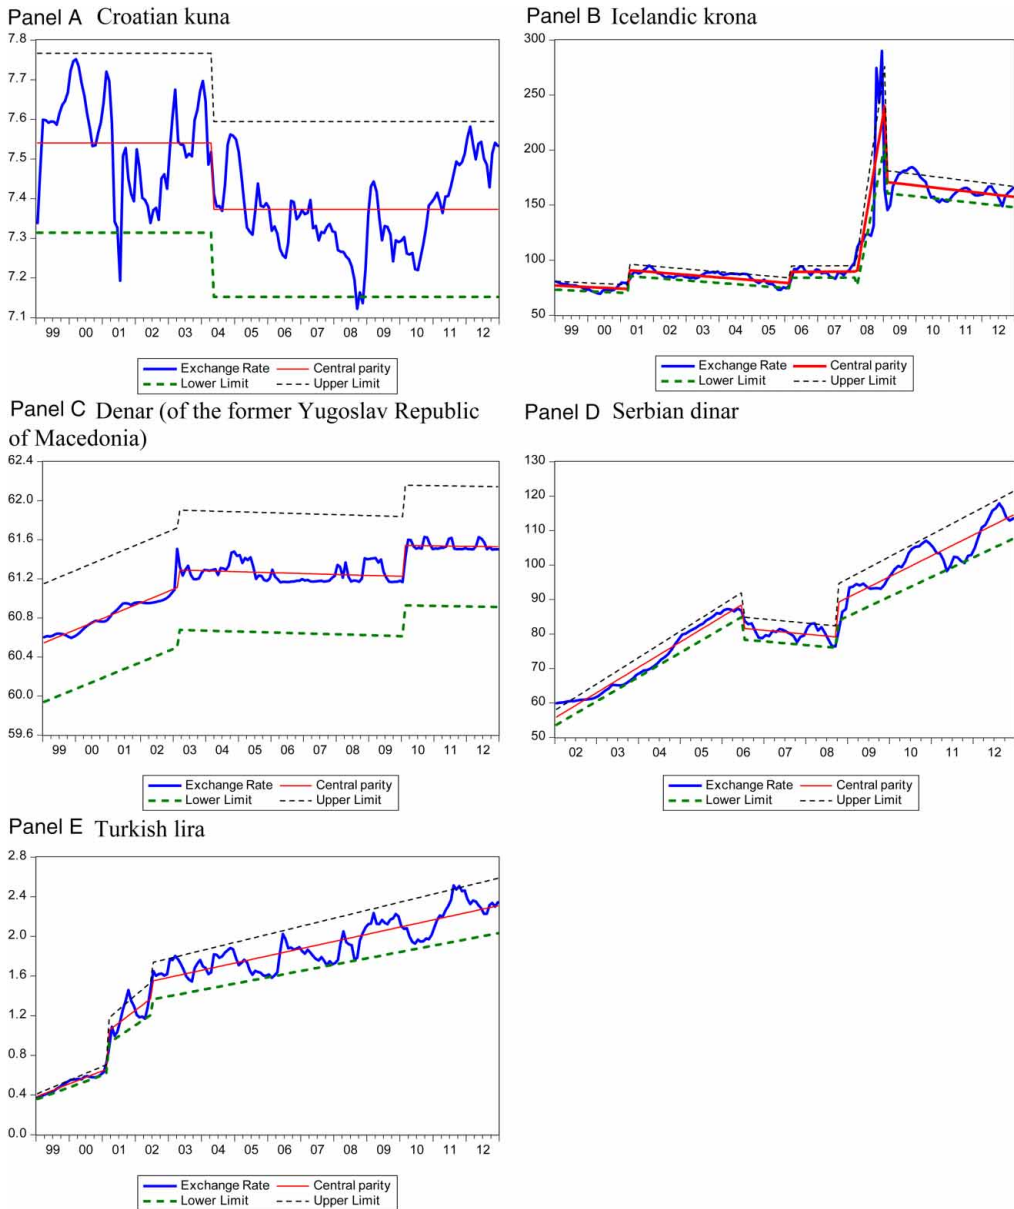 Panel A Croatian kuna
7.8
7.7
7.6
7.5
7.4
7.3
7.2
7.1
99 00 01 02 03 04 05 06 07 08 09 10 11 12
Exchange Rate Central parity
Lower Limit Upper Limit
Panel B Icelandic krona
300
250
200
150
100
50
99 00 01 02 03 04 05 06 07 08 09 10 11 12
Exchange Rate Central parity
Lower Limit Upper Limit
Panel C Denar (of the former Yugoslav Republic
of Macedonia)
62.4
62.0
61.6
61.2
60.8
60.4
60.0
59.6
99 00 01 02 03 04 05 06 07 08 09 10 11 12
Exchange Rate Central parity
Lower Limit Upper Limit
Panel D Serbian dinar
130
120
110
100
90
80
70
60
50
02 03 04 05 06 07 08 09 10 11 12
Exchange Rate Central parity
Lower Limit Upper Limit
Panel E Turkish lira
2.8
2.4
2.0
1.6
1.2
0.8
0.4
0.0
99 00 01 02 03 04 05 06 07 08 09 10 11 12
Exchange Rate Central parity
Lower Limit Upper Limit